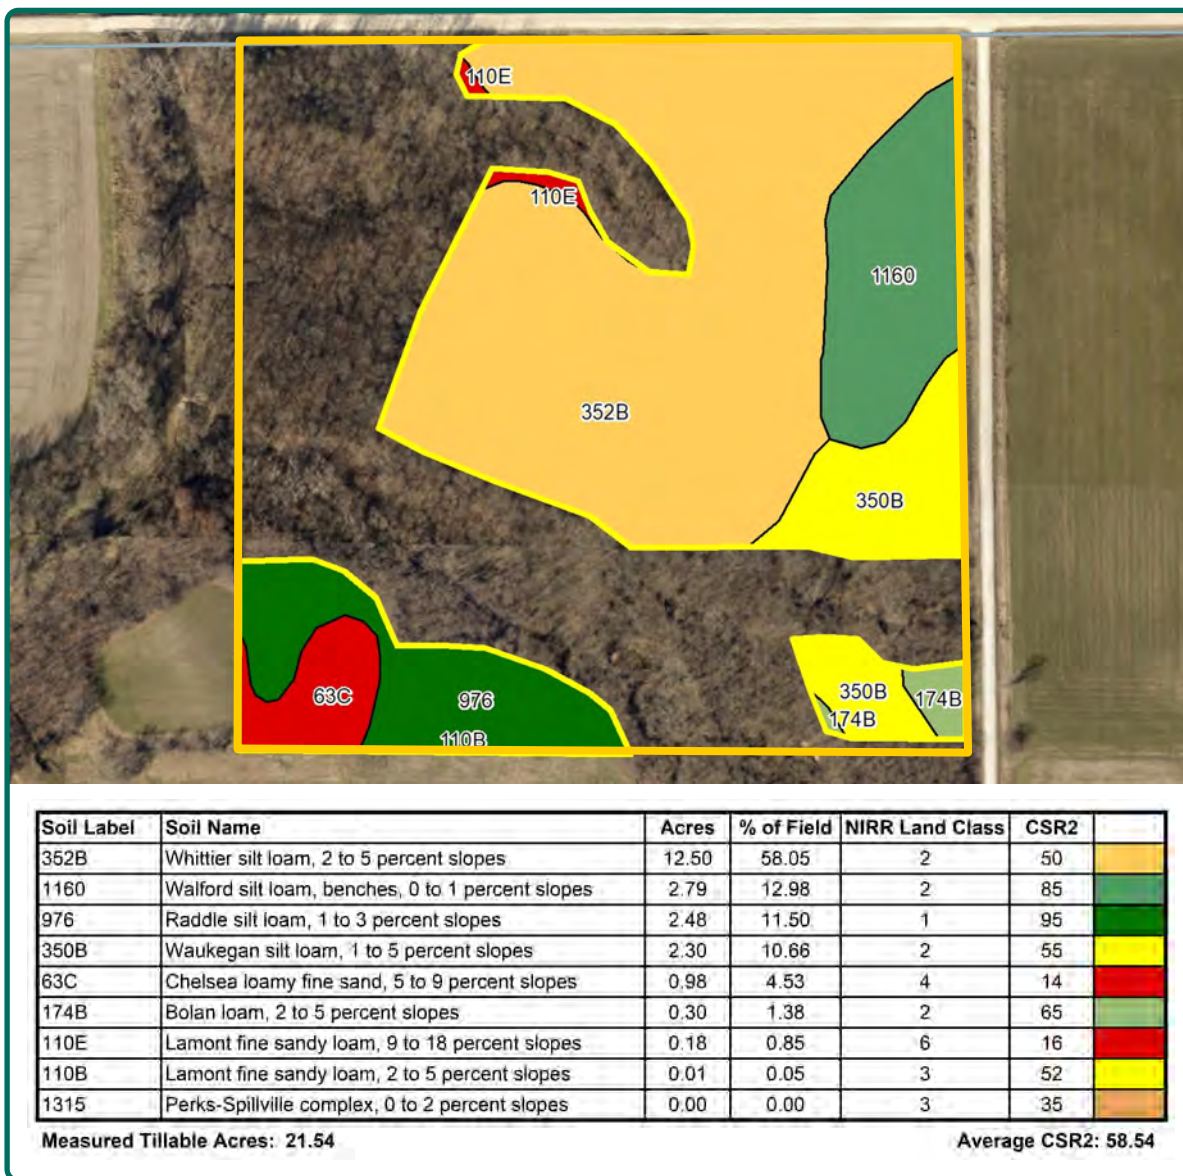 110E
110E
1160
352B
350B
63C
976
350B
174B
174B
110B
Soil Label Soil Name Acres % of Field NIRR Land Class CSR2
352B Whittier silt loam, 2 to 5 percent slopes 12.50 58.05 2 50
1160 Walford silt loam, benches, 0 to 1 percent slopes 2.79 12.98 2 85
976 Raddle silt loam, 1 to 3 percent slopes 2.48 11.50 1 95
350B Waukegan silt loam, 1 to 5 percent slopes 2.30 10.66 2 55
63C Chelsea loamy fine sand, 5 to 9 percent slopes 0.98 4.53 4 14
174B Bolan loam, 2 to 5 percent slopes 0.30 1.38 2 65
110E Lamont fine sandy loam, 9 to 18 percent slopes 0.18 0.85 6 16
110B Lamont fine sandy loam, 2 to 5 percent slopes 0.01 0.05 3 52
1315 Perks-Spillville complex, 0 to 2 percent slopes 0.00 0.00 3 35
Measured Tillable Acres: 21.54 Average CSR2: 58.54